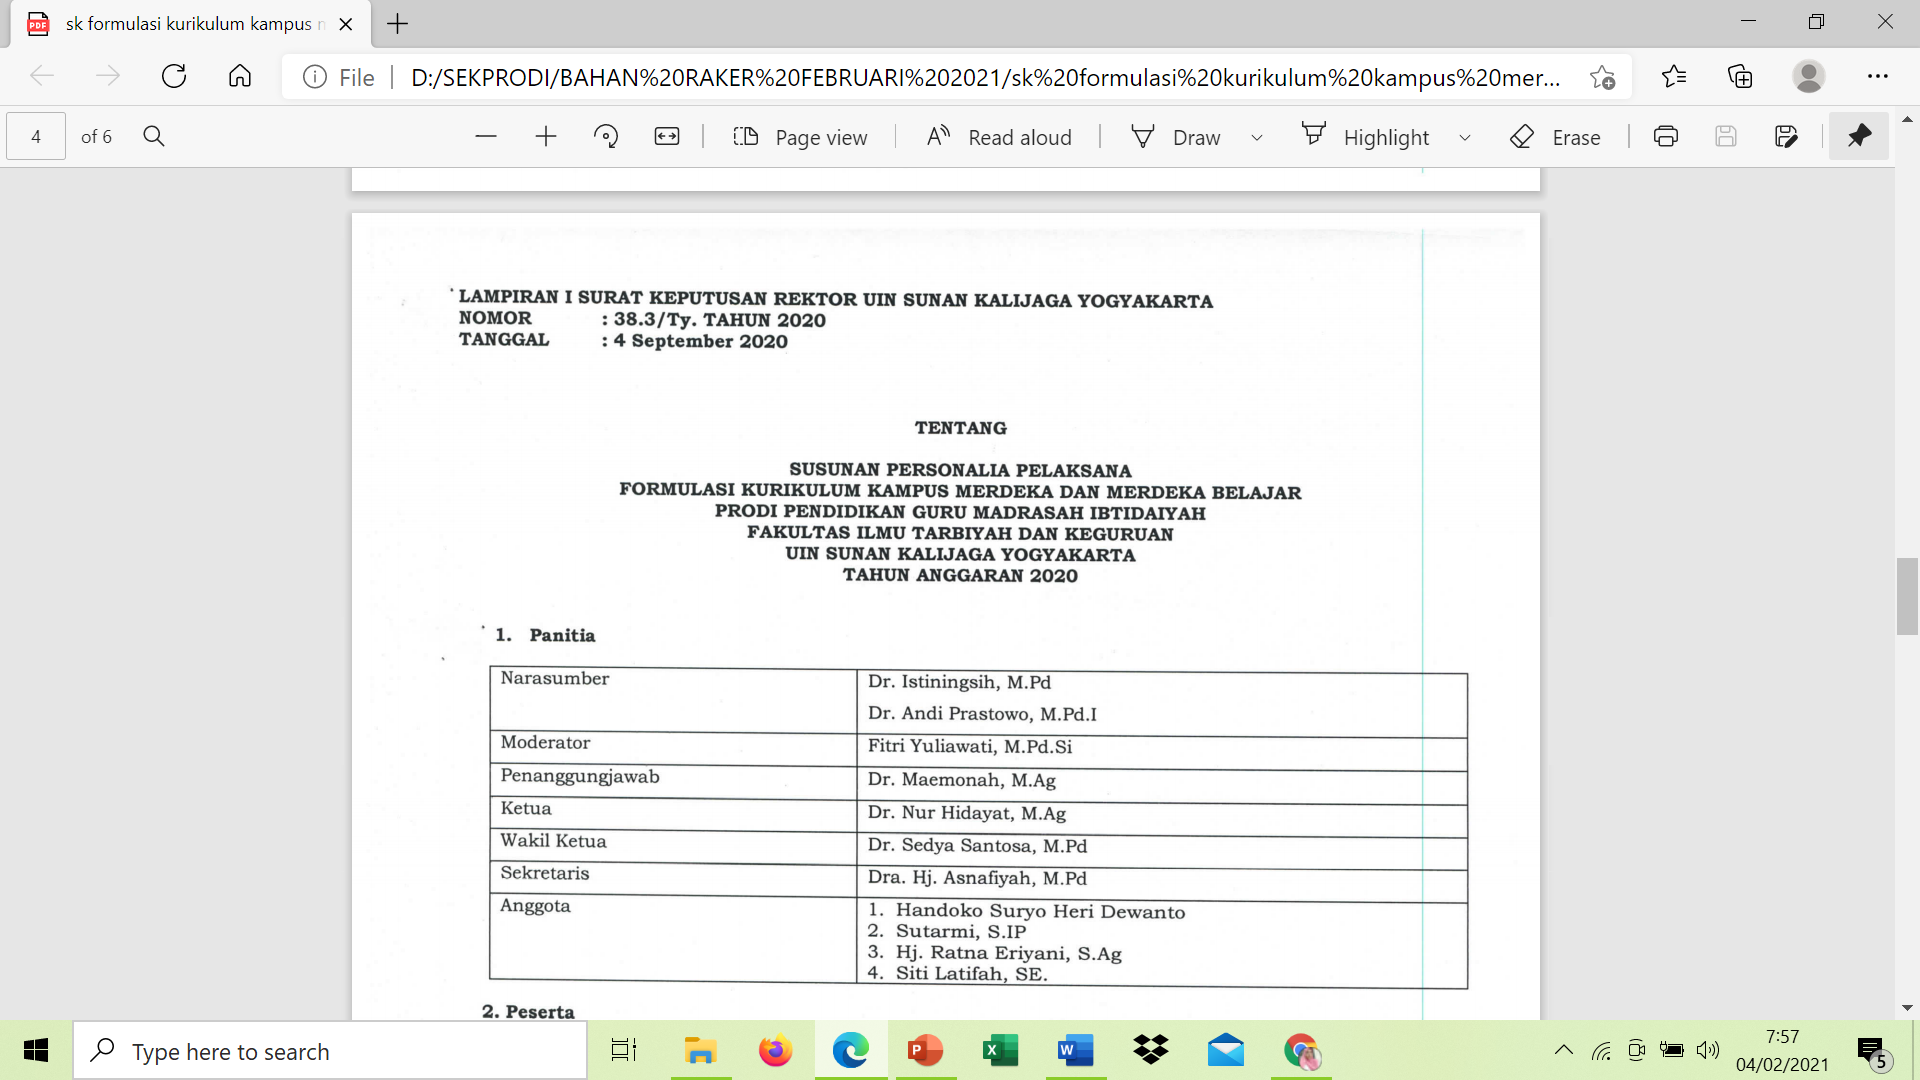 sk formulasi kurikulum kampus
File
D:/SEKPRODI/BAHAN%20RAKER%20FEBRUARI%202021/sk%20formulasi%20kurikulum%20kampus%20mer...
4 of 6
Page view
Read aloud
Draw
Highlight
Erase
LAMPIRAN I SURAT KEPUTUSAN REKTOR UIN SUNAN KALIJAGA YOGYAKARTA
NOMOR : 38.3/Ty. TAHUN 2020
TANGGAL : 4 September 2020
TENTANG
SUSUNAN PERSONALIA PELAKSANA
FORMULASI KURIKULUM KAMPUS MERDEKA DAN MERDEKA BELAJAR
PRODI PENDIDIKAN GURU MADRASAH IBTIDAIYAH
FAKULTAS ILMU TARBIYAH DAN KEGURUAN
UIN SUNAN KALIJAGA YOGYAKARTA
TAHUN ANGGARAN 2020
1. Panitia
Narasumber
Dr. Istiningsih, M.Pd
Dr. Andi Prastowo, M.Pd.I
Moderator
Fitri Yuliawati, M.Pd.Si
Penanggungjawab
Dr. Maemonah, M.Ag
Ketua
Dr. Nur Hidayat, M.Ag
Wakil Ketua
Dr. Sedya Santosa, M.Pd
Sekretaris
Dra. Hj. Asnafiyah, M.Pd
Anggota
1. Handoko Suryo Heri Dewanto
2. Sutarmi, S.IP
3. Hj. Ratna Eriyani, S.Ag
4. Siti Latifah, SE.
2. Peserta
Type here to search
7:57
04/02/2021
5